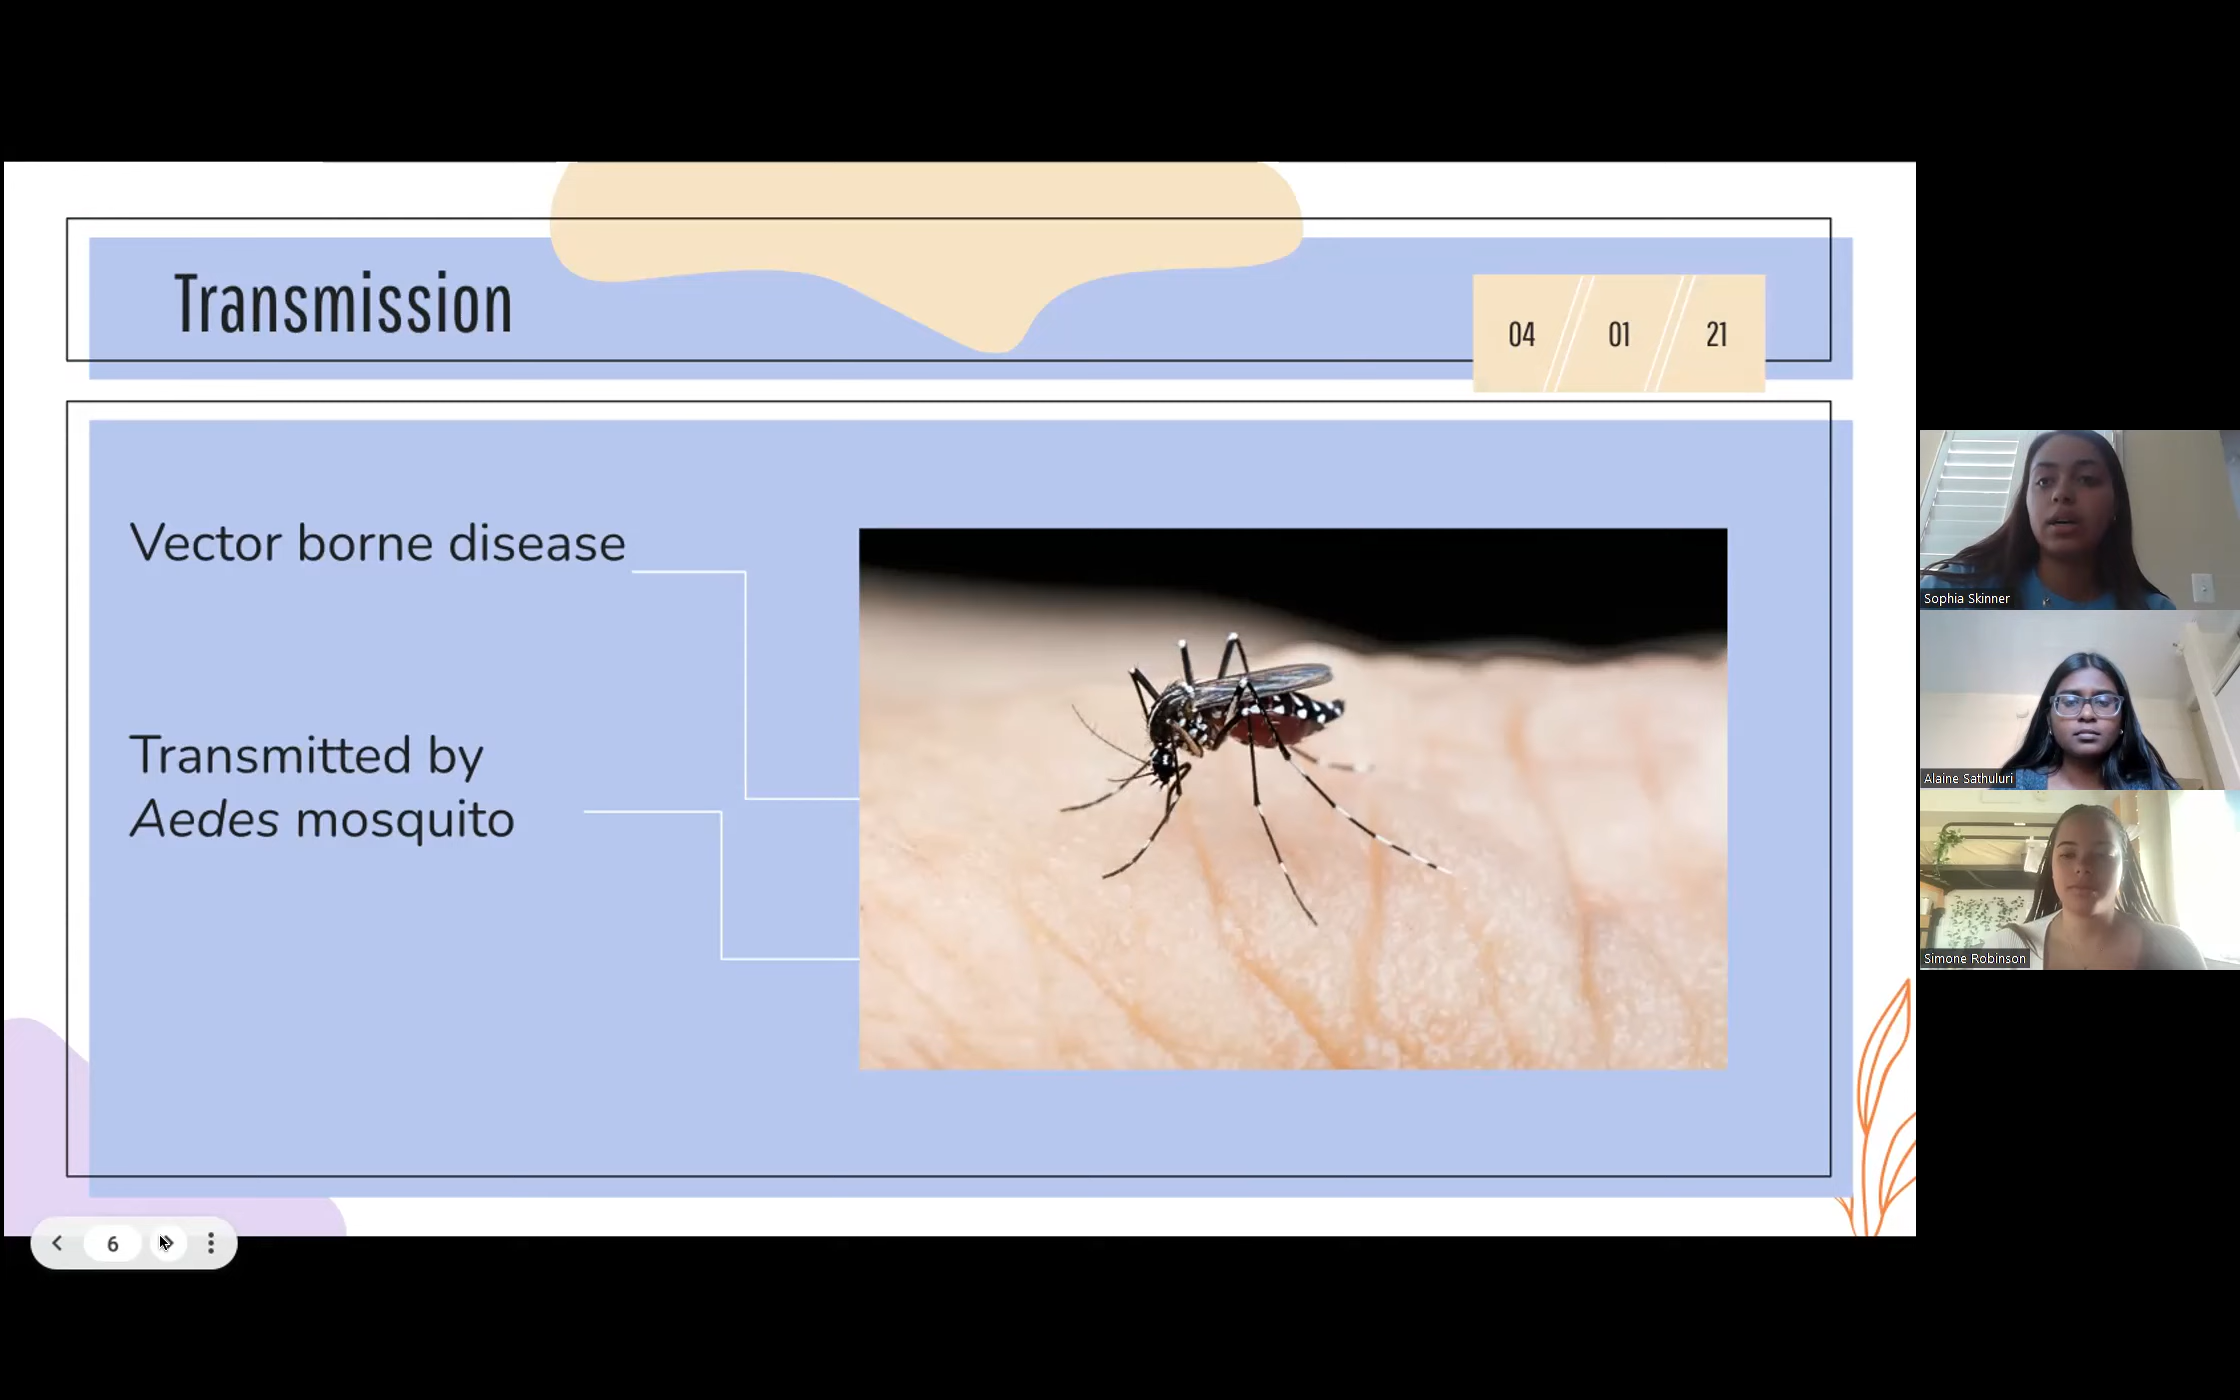 Transmission
04 01 21
Vector borne disease
Transmitted by
Aedes mosquito
Sophia Skinner
Alaine Sathuluri
Simone Robinson
6